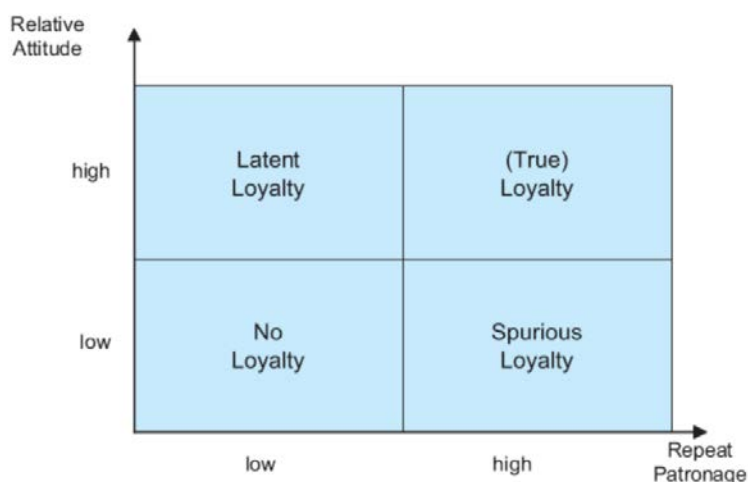 Relative
Attitude
high
Latent
Loyalty
(True)
Loyalty
low
No
Loyalty
Spurious
Loyalty
low
high
Repeat
Patronage